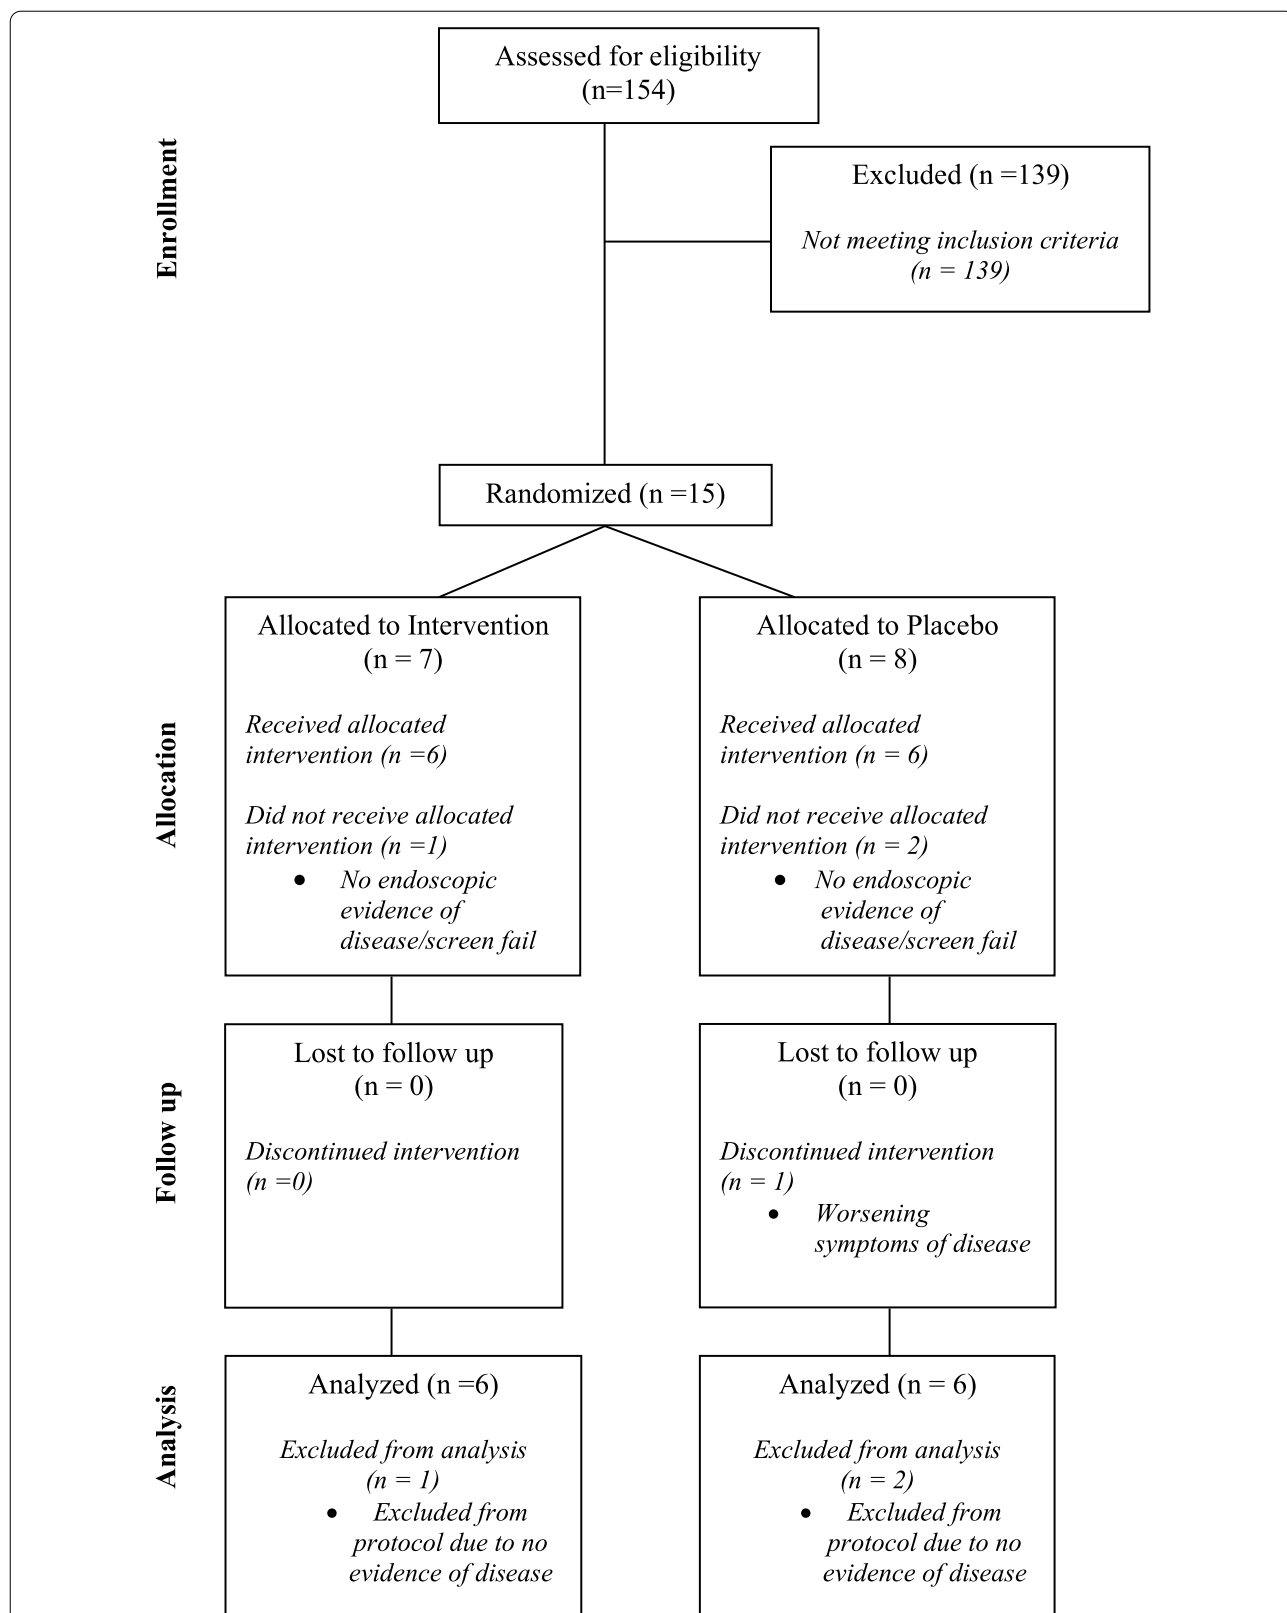 Assessed for eligibility
(n=154)
Enrollment
Excluded (n =139)
Not meeting inclusion criteria
(n = 139)
Randomized (n =15)
Allocation
Allocated to Intervention
(n = 7)
Received allocated
intervention (n =6)
Did not receive allocated
intervention (n =1)
• No endoscopic
evidence of
disease/screen fail
Allocated to Placebo
(n = 8)
Received allocated
intervention (n = 6)
Did not receive allocated
intervention (n = 2)
• No endoscopic
evidence of
disease/screen fail
Follow up
Lost to follow up
(n = 0)
Discontinued intervention
(n =0)
Lost to follow up
(n = 0)
Discontinued intervention
(n = 1)
• Worsening
symptoms of disease
Analysis
Analyzed (n =6)
Excluded from analysis
(n = 1)
• Excluded from
protocol due to no
evidence of disease
Analyzed (n = 6)
Excluded from analysis
(n = 2)
• Excluded from
protocol due to no
evidence of disease